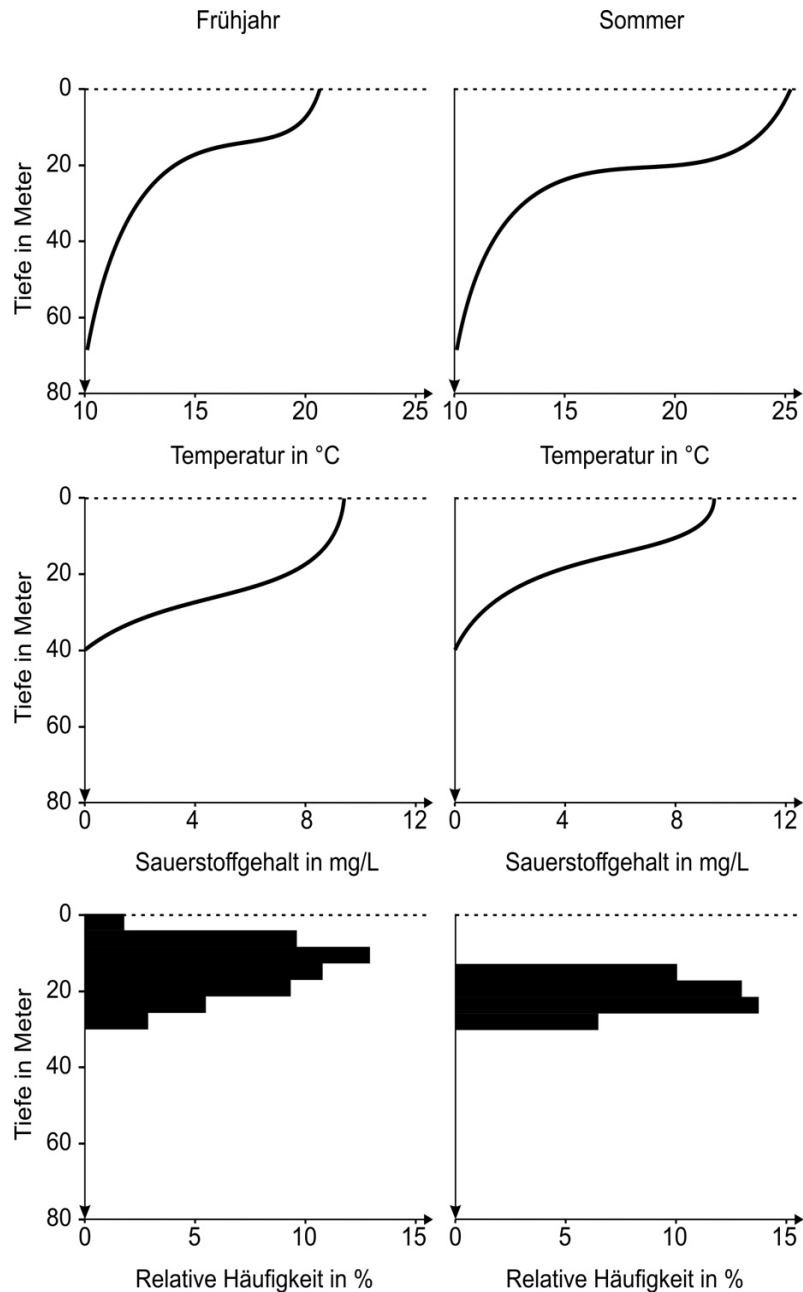 Frühjahr Sommer
0 0
20 20
40 40
60 60
80 80
Tiefe in Meter
10 15 20 25 10 15 20 25
Temperatur in °C Temperatur in °C
0 0
20 20
40 40
60 60
80 80
Tiefe in Meter
0 4 8 12 0 4 8 12
Sauerstoffgehalt in mg/L Sauerstoffgehalt in mg/L
0 0
20 20
40 40
60 60
80 80
Tiefe in Meter
0 5 10 15 0 5 10 15
Relative Häufigkeit in % Relative Häufigkeit in %